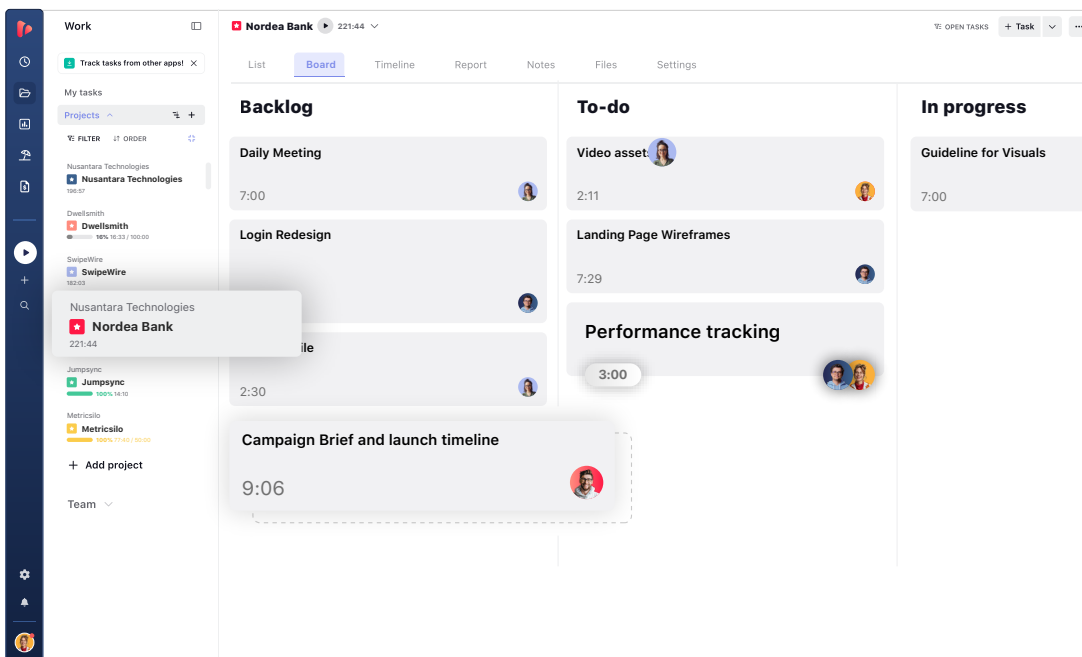 Work
Track tasks from other apps!
My tasks
Projects
FILTER
ORDER
Nusantara Technologies
Nusantara Technologies
196:57
Dwellsmith
Dwellsmith
16% 16:33 / 100:00
SwipeWire
SwipeWire
182:03
Nusantara Technologies
Nordea Bank
221:44
Jumpsync
Jumpsync
100% 14:10
Metricsilo
Metricsilo
100% 77:40 / 50:00
+ Add project
Team
Nordea Bank
221:44
OPEN TASKS
+ Task
List
Board
Timeline
Report
Notes
Files
Settings
Backlog
Daily Meeting
7:00
Login Redesign
ile
2:30
Campaign Brief and launch timeline
9:06
To-do
Video asset
2:11
Landing Page Wireframes
7:29
Performance tracking
3:00
In progress
Guideline for Visuals
7:00